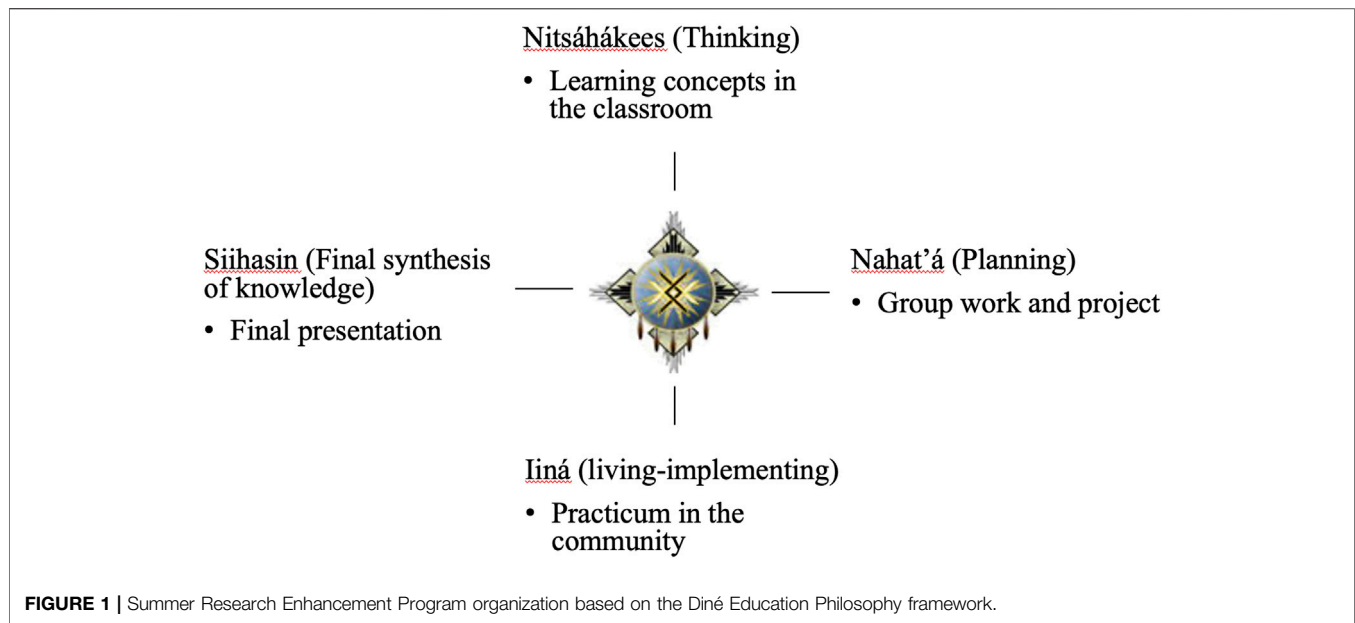 Nitsáhákees (Thinking)
• Learning concepts in
the classroom
Siihasin (Final synthesis
of knowledge)
• Final presentation
Nahat’á (Planning)
• Group work and project
Iiná (living-implementing)
• Practicum in the
community
FIGURE 1 | Summer Research Enhancement Program organization based on the Diné Education Philosophy framework.